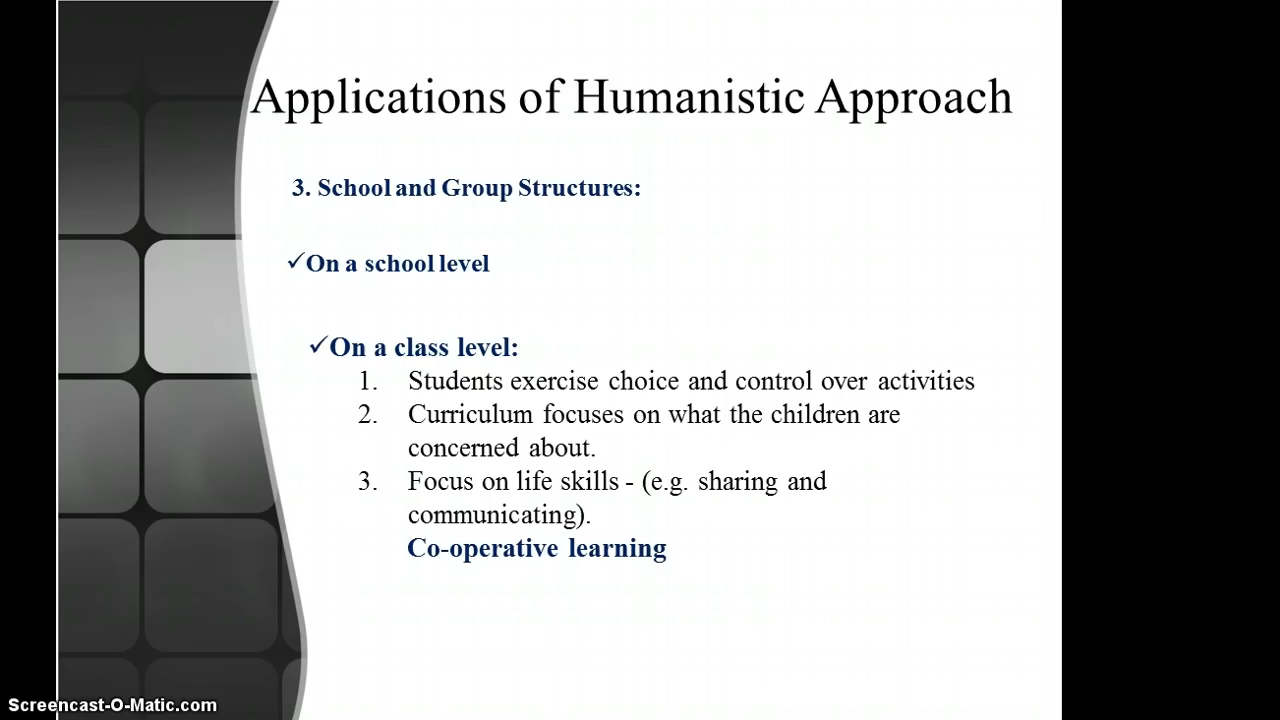 Applications of Humanistic Approach
3. School and Group Structures:
✓On a school level
✓On a class level:
1. Students exercise choice and control over activities
2. Curriculum focuses on what the children are
concerned about.
3. Focus on life skills - (e.g. sharing and
communicating).
Co-operative learning
Screencast-O-Matic.com